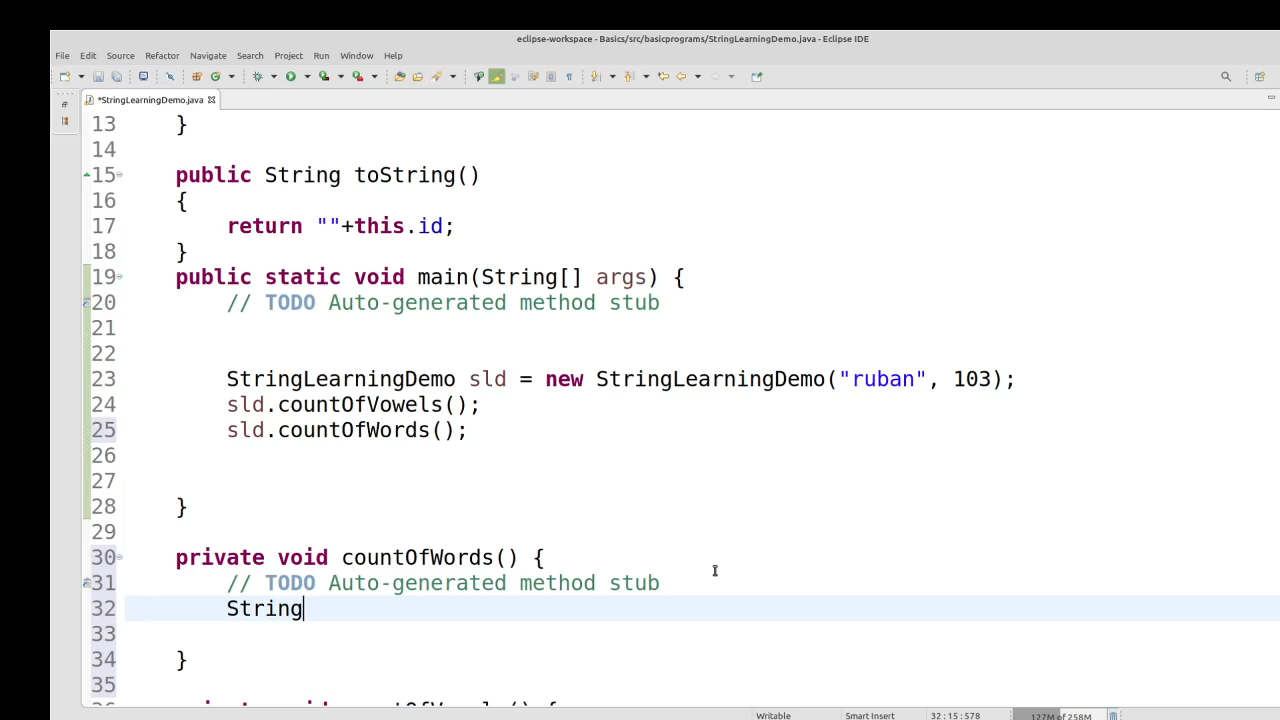 eclipse-workspace - Basics/src/basicprograms/StringLearningDemo.java - Eclipse IDE
File Edit Source Refactor Navigate Search Project Run Window Help
*StringLearningDemo.java
13 }
14
15 public String toString()
16 {
17 return ""+this.id;
18 }
19 public static void main(String[] args) {
20 // TODO Auto-generated method stub
21
22
23 StringLearningDemo sld = new StringLearningDemo("ruban", 103);
24 sld.countOfVowels();
25 sld.countOfWords();
26
27
28 }
29
30 private void countOfWords() {
31 // TODO Auto-generated method stub
32 String
33
34 }
35
Writable Smart Insert 32 : 15 : 578 127M of 258M